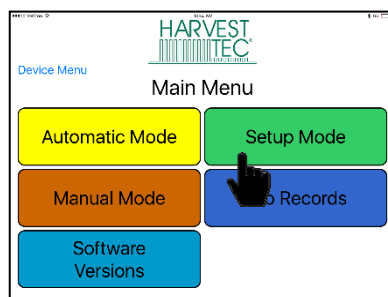 HARVEST
TEC
Device Menu
Main Menu
Automatic Mode
Setup Mode
Manual Mode
Records
Software
Versions